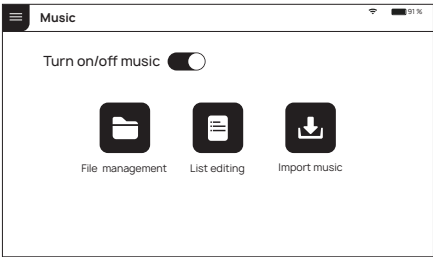 Music
91 %
Turn on/off music
File management
List editing
Import music